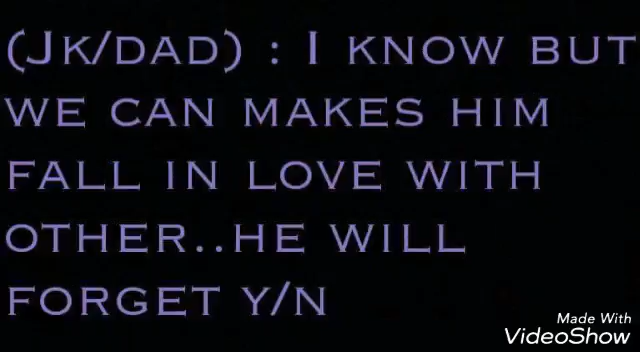 (Jk/dad) : I know but
we can makes him
fall in love with
other..he will
forget y/n
Made With
VideoShow